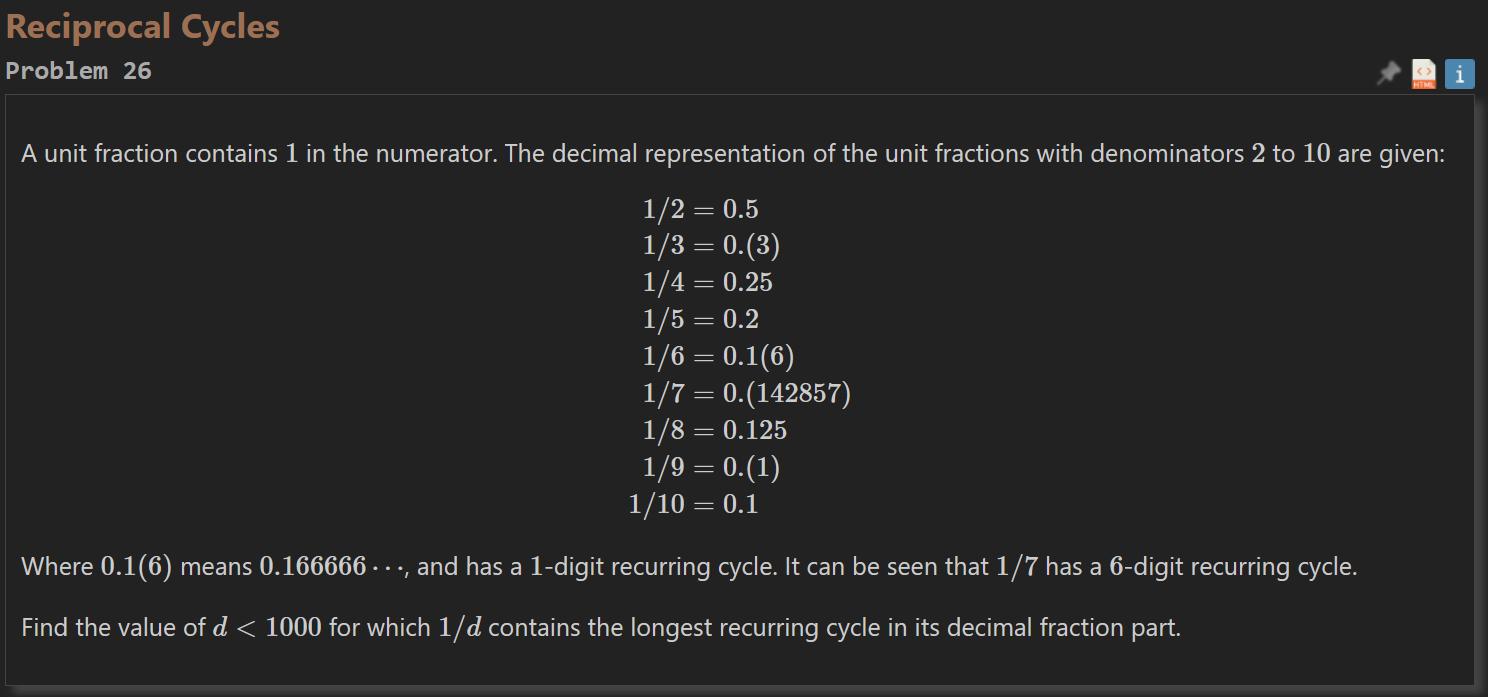 Reciprocal Cycles
Problem 26
HTML
i
A unit fraction contains 1 in the numerator. The decimal representation of the unit fractions with denominators 2 to 10 are given:
1/2 = 0.5
1/3 = 0.(3)
1/4 = 0.25
1/5 = 0.2
1/6 = 0.1(6)
1/7 = 0.(142857)
1/8 = 0.125
1/9 = 0.(1)
1/10 = 0.1
Where 0.1(6) means 0.166666⋯, and has a 1-digit recurring cycle. It can be seen that 1/7 has a 6-digit recurring cycle.
Find the value of d < 1000 for which 1/d contains the longest recurring cycle in its decimal fraction part.